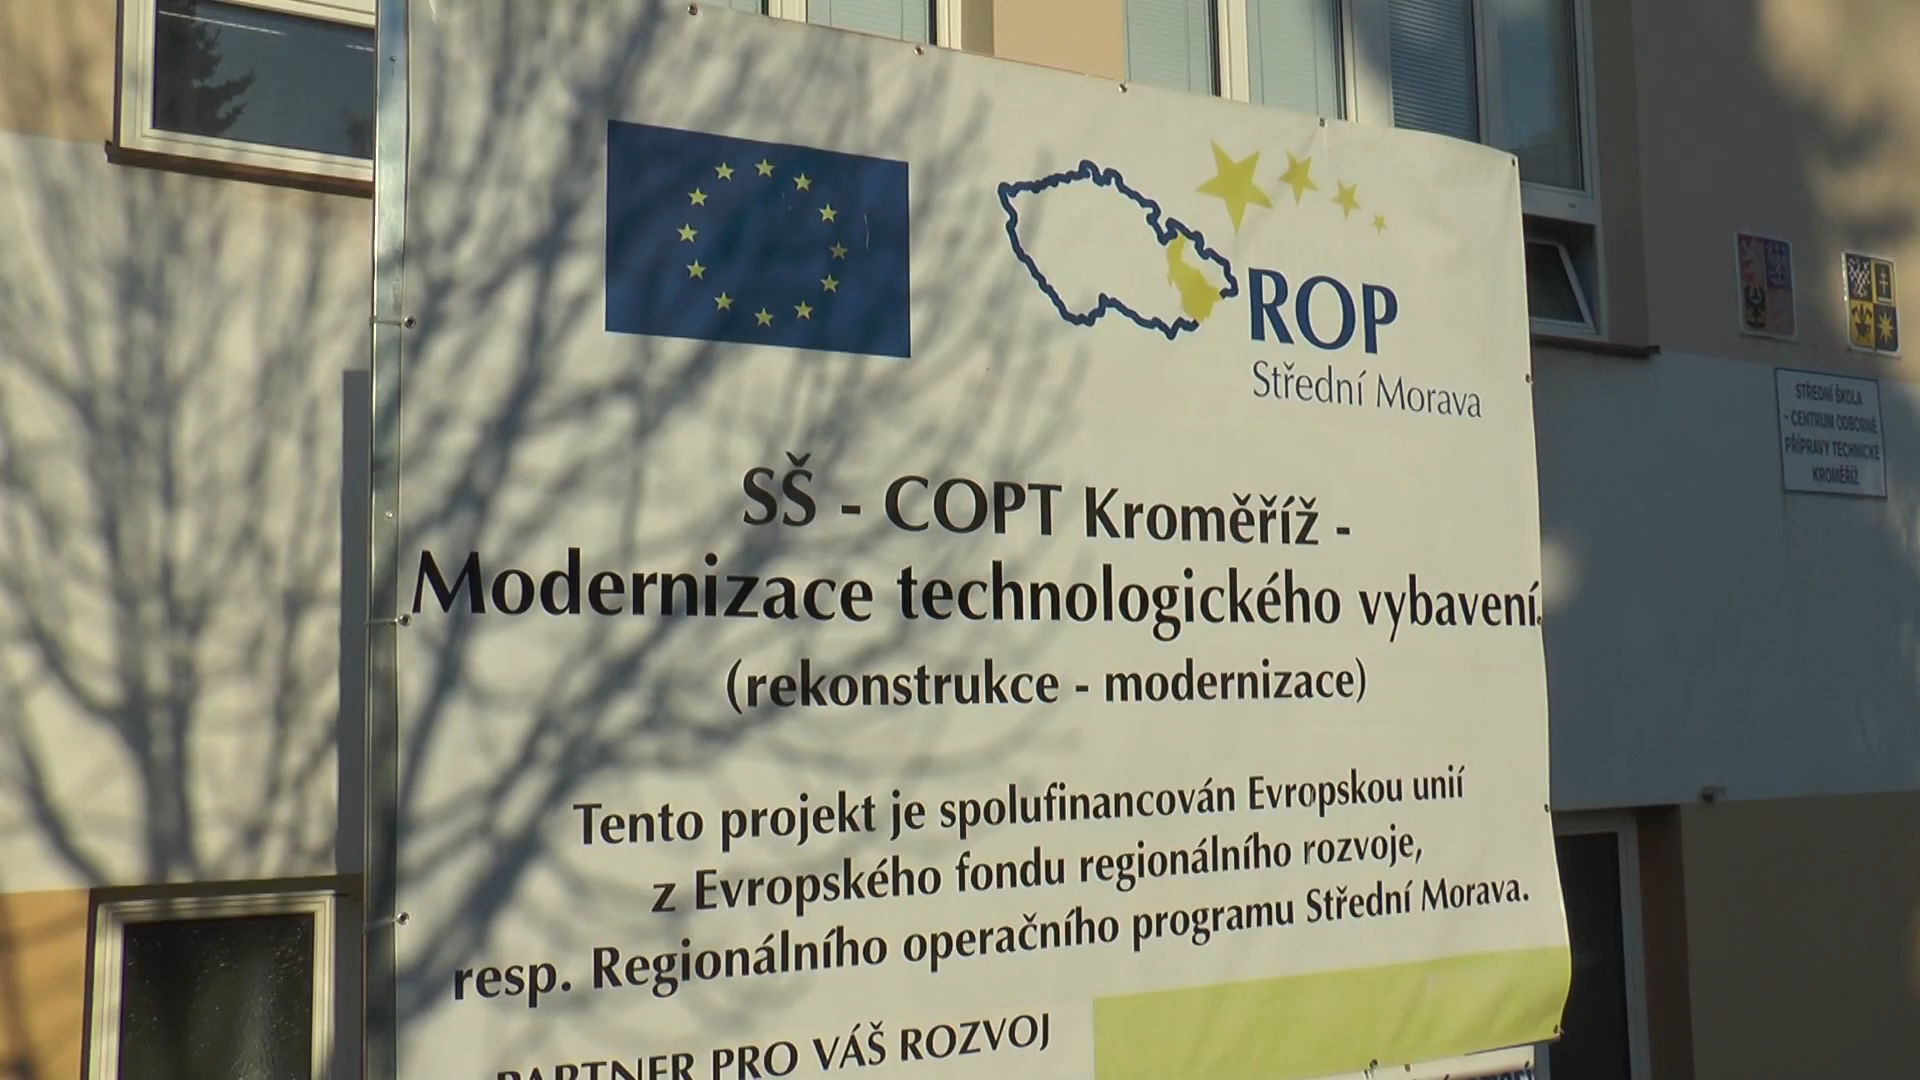 ROP
Střední Morava
SŠ - COPT Kroměříž -
Modernizace technologického vybavení.
(rekonstrukce - modernizace)
Tento projekt je spolufinancován Evropskou unií
z Evropského fondu regionálního rozvoje,
resp. Regionálního operačního programu Střední Morava.
PARTNER PRO VÁŠ ROZVOJ
STŘEDNÍ ŠKOLA
- CENTRUM ODBORNÉ
PŘÍPRAVY TECHNICKÉ
KROMĚŘÍŽ